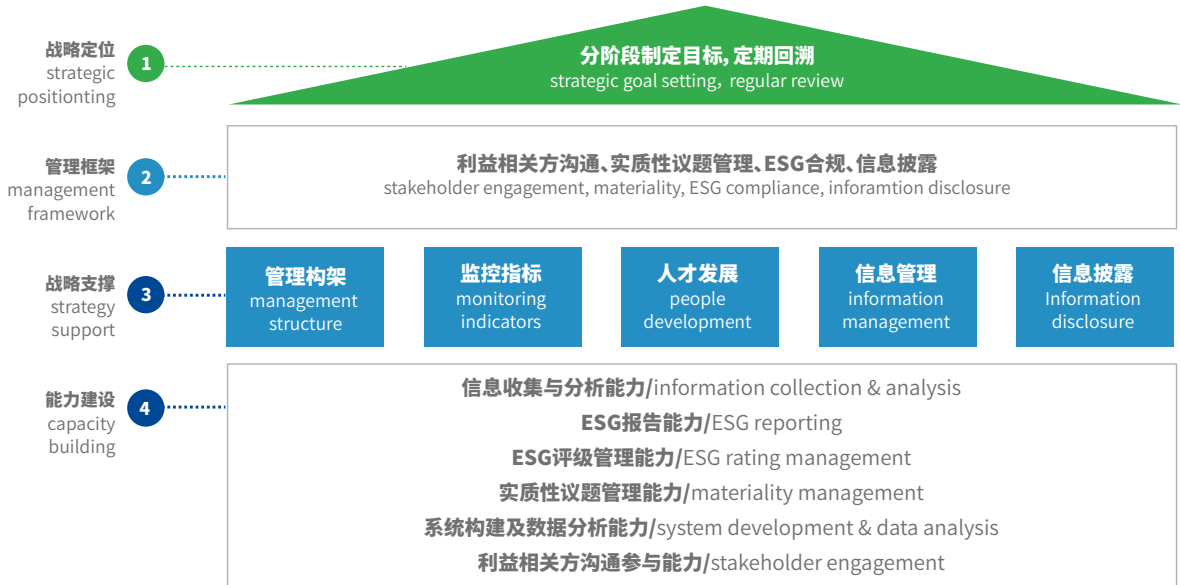 战略定位
strategic
positionting
1
分阶段制定目标, 定期回溯
strategic goal setting, regular review
管理框架
management
framework
2
利益相关方沟通、实质性议题管理、ESG合规、信息披露
stakeholder engagement, materiality, ESG compliance, inforamtion disclosure
战略支撑
strategy
support
3
管理构架
management
structure
监控指标
monitoring
indicators
人才发展
people
development
信息管理
information
management
信息披露
Information
disclosure
能力建设
capacity
building
4
信息收集与分析能力/information collection & analysis
ESG报告能力/ESG reporting
ESG评级管理能力/ESG rating management
实质性议题管理能力/materiality management
系统构建及数据分析能力/system development & data analysis
利益相关方沟通参与能力/stakeholder engagement